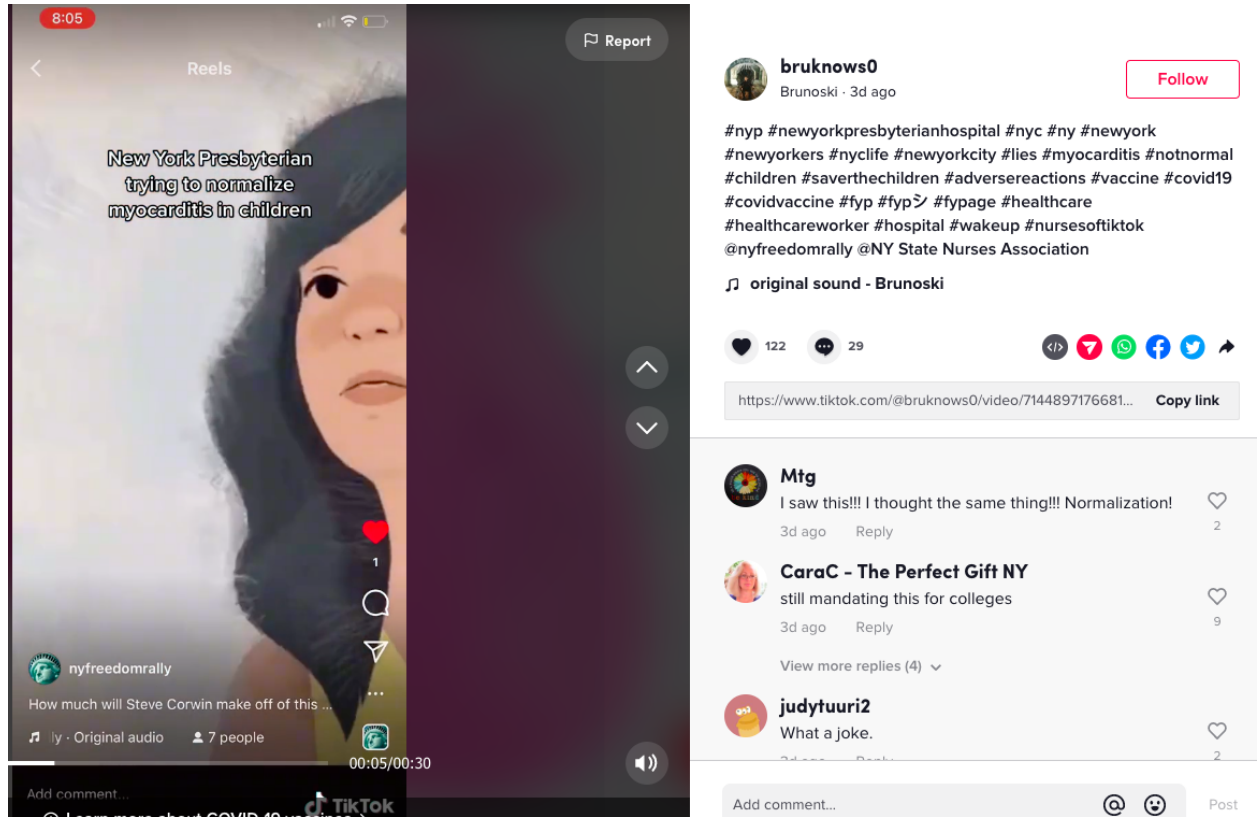 8:05
Reels
New York Presbyterian
trying to normalize
myocarditis in children
nyfreedomrally
How much will Steve Corwin make off of this ...
ly · Original audio
7 people
1
00:05/00:30
Add comment...
TikTok
Learn more about COVID-19 vaccines
Report
bruknows0
Brunoski · 3d ago
Follow
#nyp #newyorkpresbyterianhospital #nyc #ny #newyork
#newyorkers #nyclife #newyorkcity #lies #myocarditis #notnormal
#children #saverthechildren #adversereactions #vaccine #covid19
#covidvaccine #fyp #fypシ #fypage #healthcare
#healthcareworker #hospital #wakeup #nursesoftiktok
@nyfreedomrally @NY State Nurses Association
original sound - Brunoski
122
29
https://www.tiktok.com/@bruknows0/video/7144897176681...
Copy link
Mtg
I saw this!!! I thought the same thing!!! Normalization!
3d ago Reply
2
CaraC - The Perfect Gift NY
still mandating this for colleges
3d ago Reply
9
View more replies (4)
judytuuri2
What a joke.
3d ago Reply
2
Add comment...
Post